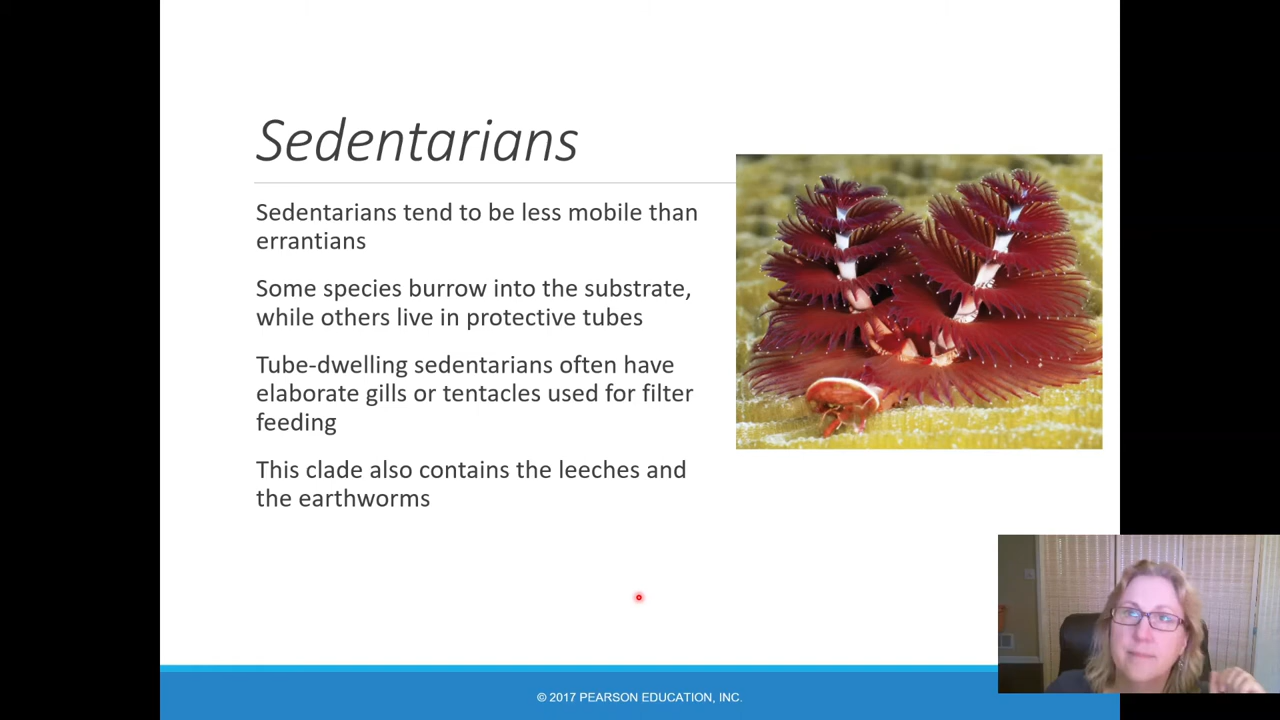 Sedentarians
Sedentarians tend to be less mobile than
errantians
Some species burrow into the substrate,
while others live in protective tubes
Tube-dwelling sedentarians often have
elaborate gills or tentacles used for filter
feeding
This clade also contains the leeches and
the earthworms
© 2017 PEARSON EDUCATION, INC.